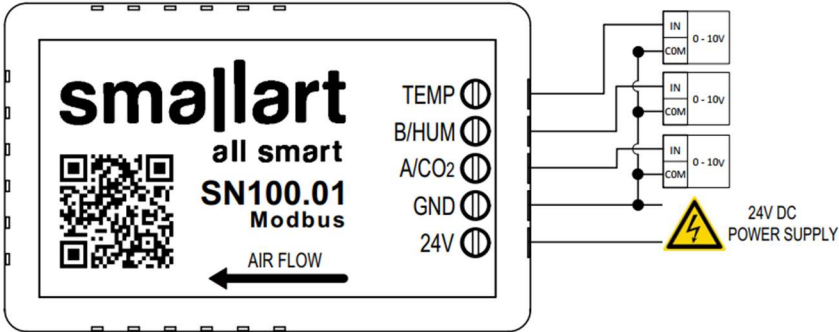 smallart
all smart
SN100.01
Modbus
AIR FLOW
TEMP
B/HUM
A/CO2
GND
24V
IN
COM
0 - 10V
IN
COM
0 - 10V
IN
COM
0 - 10V
24V DC
POWER SUPPLY